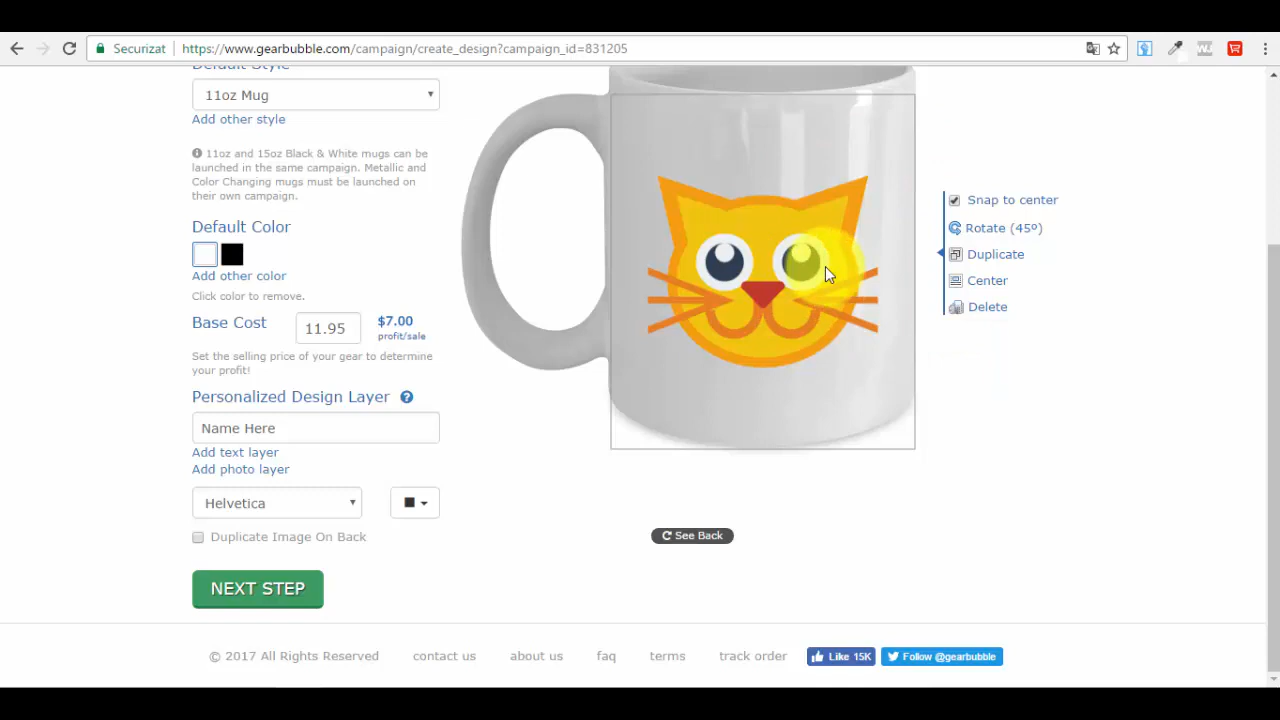 Securizat
https://www.gearbubble.com/campaign/create_design?campaign_id=831205
Default Style
11oz Mug
Add other style
11oz and 15oz Black & White mugs can be
launched in the same campaign. Metallic and
Color Changing mugs must be launched on
their own campaign.
Default Color
Add other color
Click color to remove.
Base Cost
11.95
$7.00
profit/sale
Set the selling price of your gear to determine
your profit!
Personalized Design Layer ?
Name Here
Add text layer
Add photo layer
Helvetica
Duplicate Image On Back
NEXT STEP
Snap to center
Rotate (45º)
Duplicate
Center
Delete
See Back
© 2017 All Rights Reserved
contact us
about us
faq
terms
track order
Like 15K
Follow @gearbubble